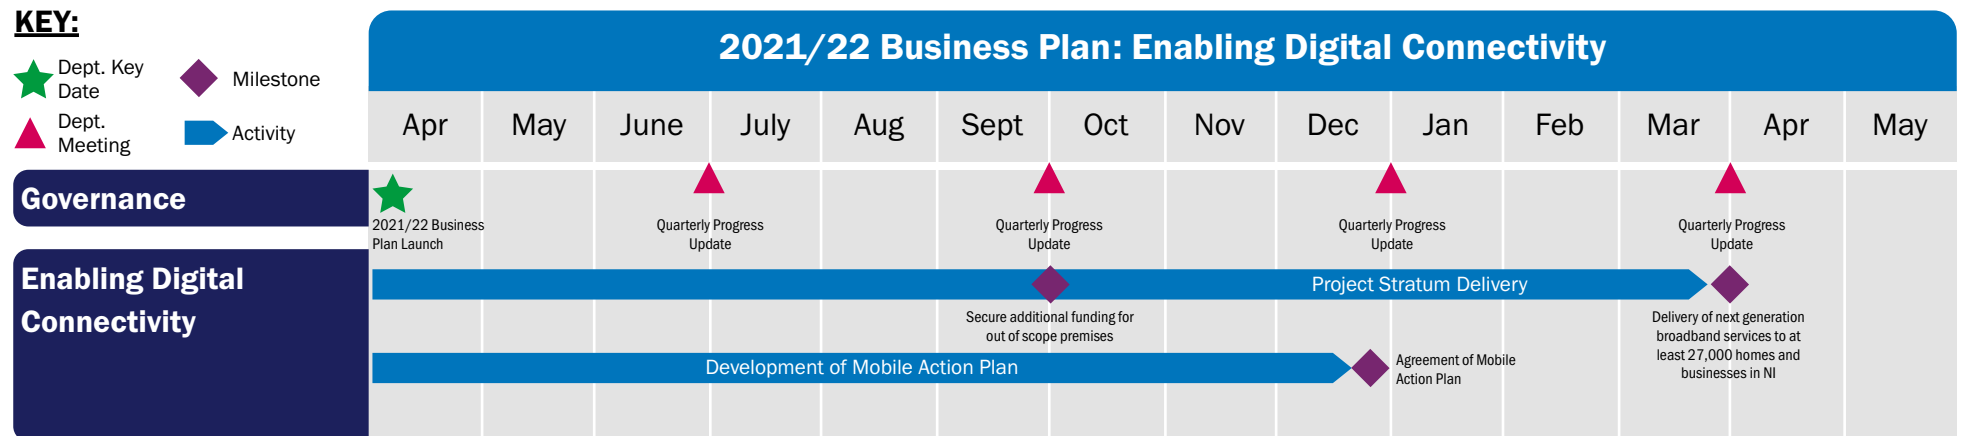 KEY:
Dept. Key
Date
Milestone
Dept.
Meeting
Activity
2021/22 Business Plan: Enabling Digital Connectivity
Apr May June July Aug Sept Oct Nov Dec Jan Feb Mar Apr May
Governance
2021/22 Business
Plan Launch
Quarterly Progress
Update
Quarterly Progress
Update
Quarterly Progress
Update
Quarterly Progress
Update
Enabling Digital
Connectivity
Project Stratum Delivery
Secure additional funding for
out of scope premises
Delivery of next generation
broadband services to at
least 27,000 homes and
businesses in NI
Development of Mobile Action Plan
Agreement of Mobile
Action Plan